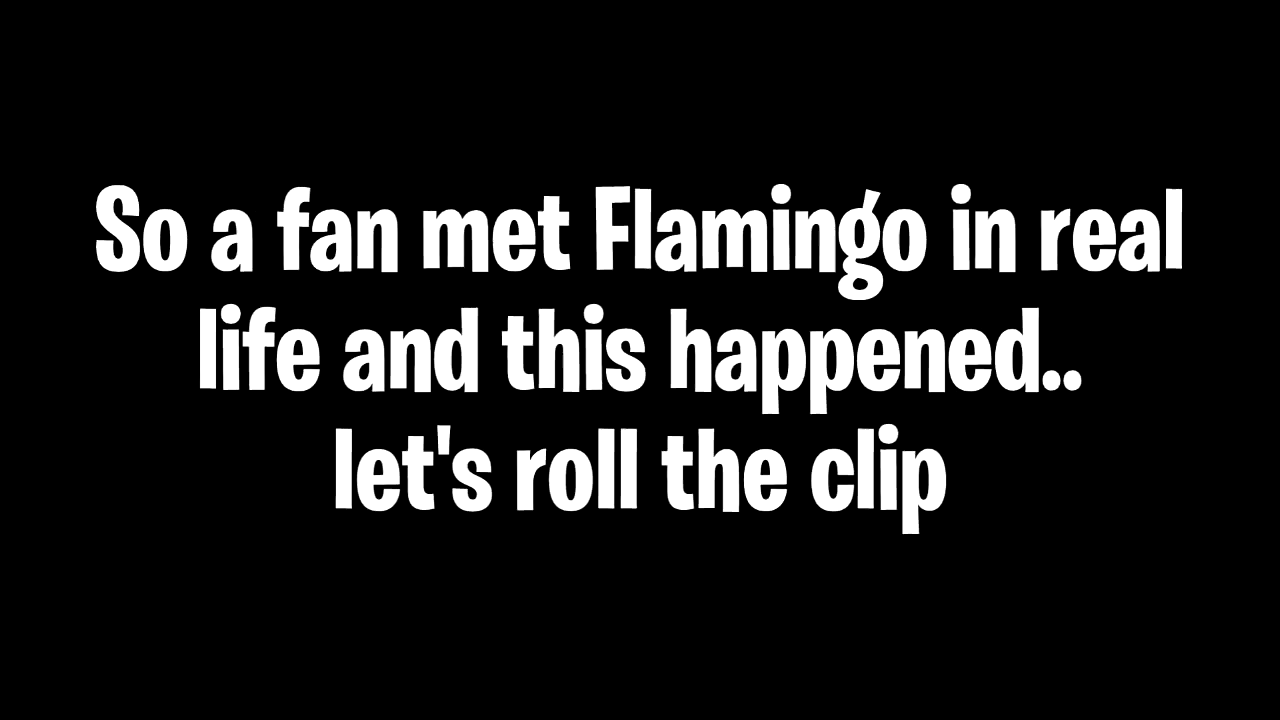 So a fan met Flamingo in real
life and this happened..
let's roll the clip